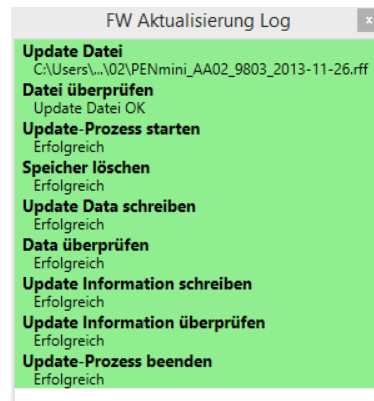 FW Aktualisierung Log
x
Update Datei
C:\Users\...\02\PENmini_AA02_9803_2013-11-26.rff
Datei überprüfen
Update Datei OK
Update-Prozess starten
Erfolgreich
Speicher löschen
Erfolgreich
Update Data schreiben
Erfolgreich
Data überprüfen
Erfolgreich
Update Information schreiben
Erfolgreich
Update Information überprüfen
Erfolgreich
Update-Prozess beenden
Erfolgreich